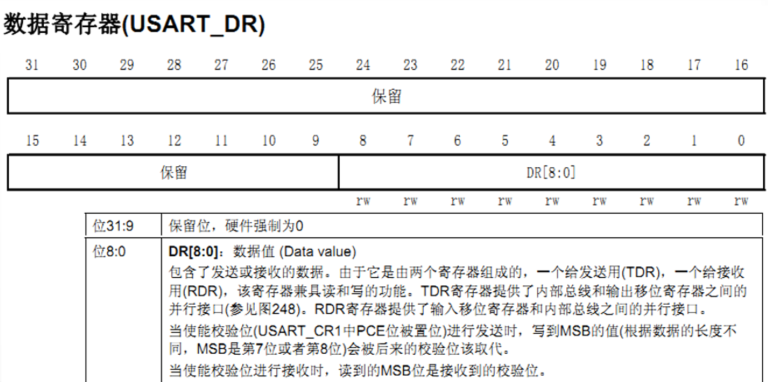 数据寄存器(USART_DR)
31 30 29 28 27 26 25 24 23 22 21 20 19 18 17 16
保留
15 14 13 12 11 10 9 8 7 6 5 4 3 2 1 0
保留 DR[8:0]
rw rw rw rw rw rw rw rw rw
位31:9 保留位，硬件强制为0
位8:0 DR[8:0]：数据值 (Data value)
包含了发送或接收的数据。由于它是由两个寄存器组成的，一个给发送用(TDR)，一个给接收
用(RDR)，该寄存器兼具读和写的功能。TDR寄存器提供了内部总线和输出移位寄存器之间的
并行接口(参见图248)。RDR寄存器提供了输入移位寄存器和内部总线之间的并行接口。
当使能校验位(USART_CR1中PCE位被置位)进行发送时，写到MSB的值(根据数据的长度不
同，MSB是第7位或者第8位)会被后来的校验位该取代。
当使能校验位进行接收时，读到的MSB位是接收到的校验位。